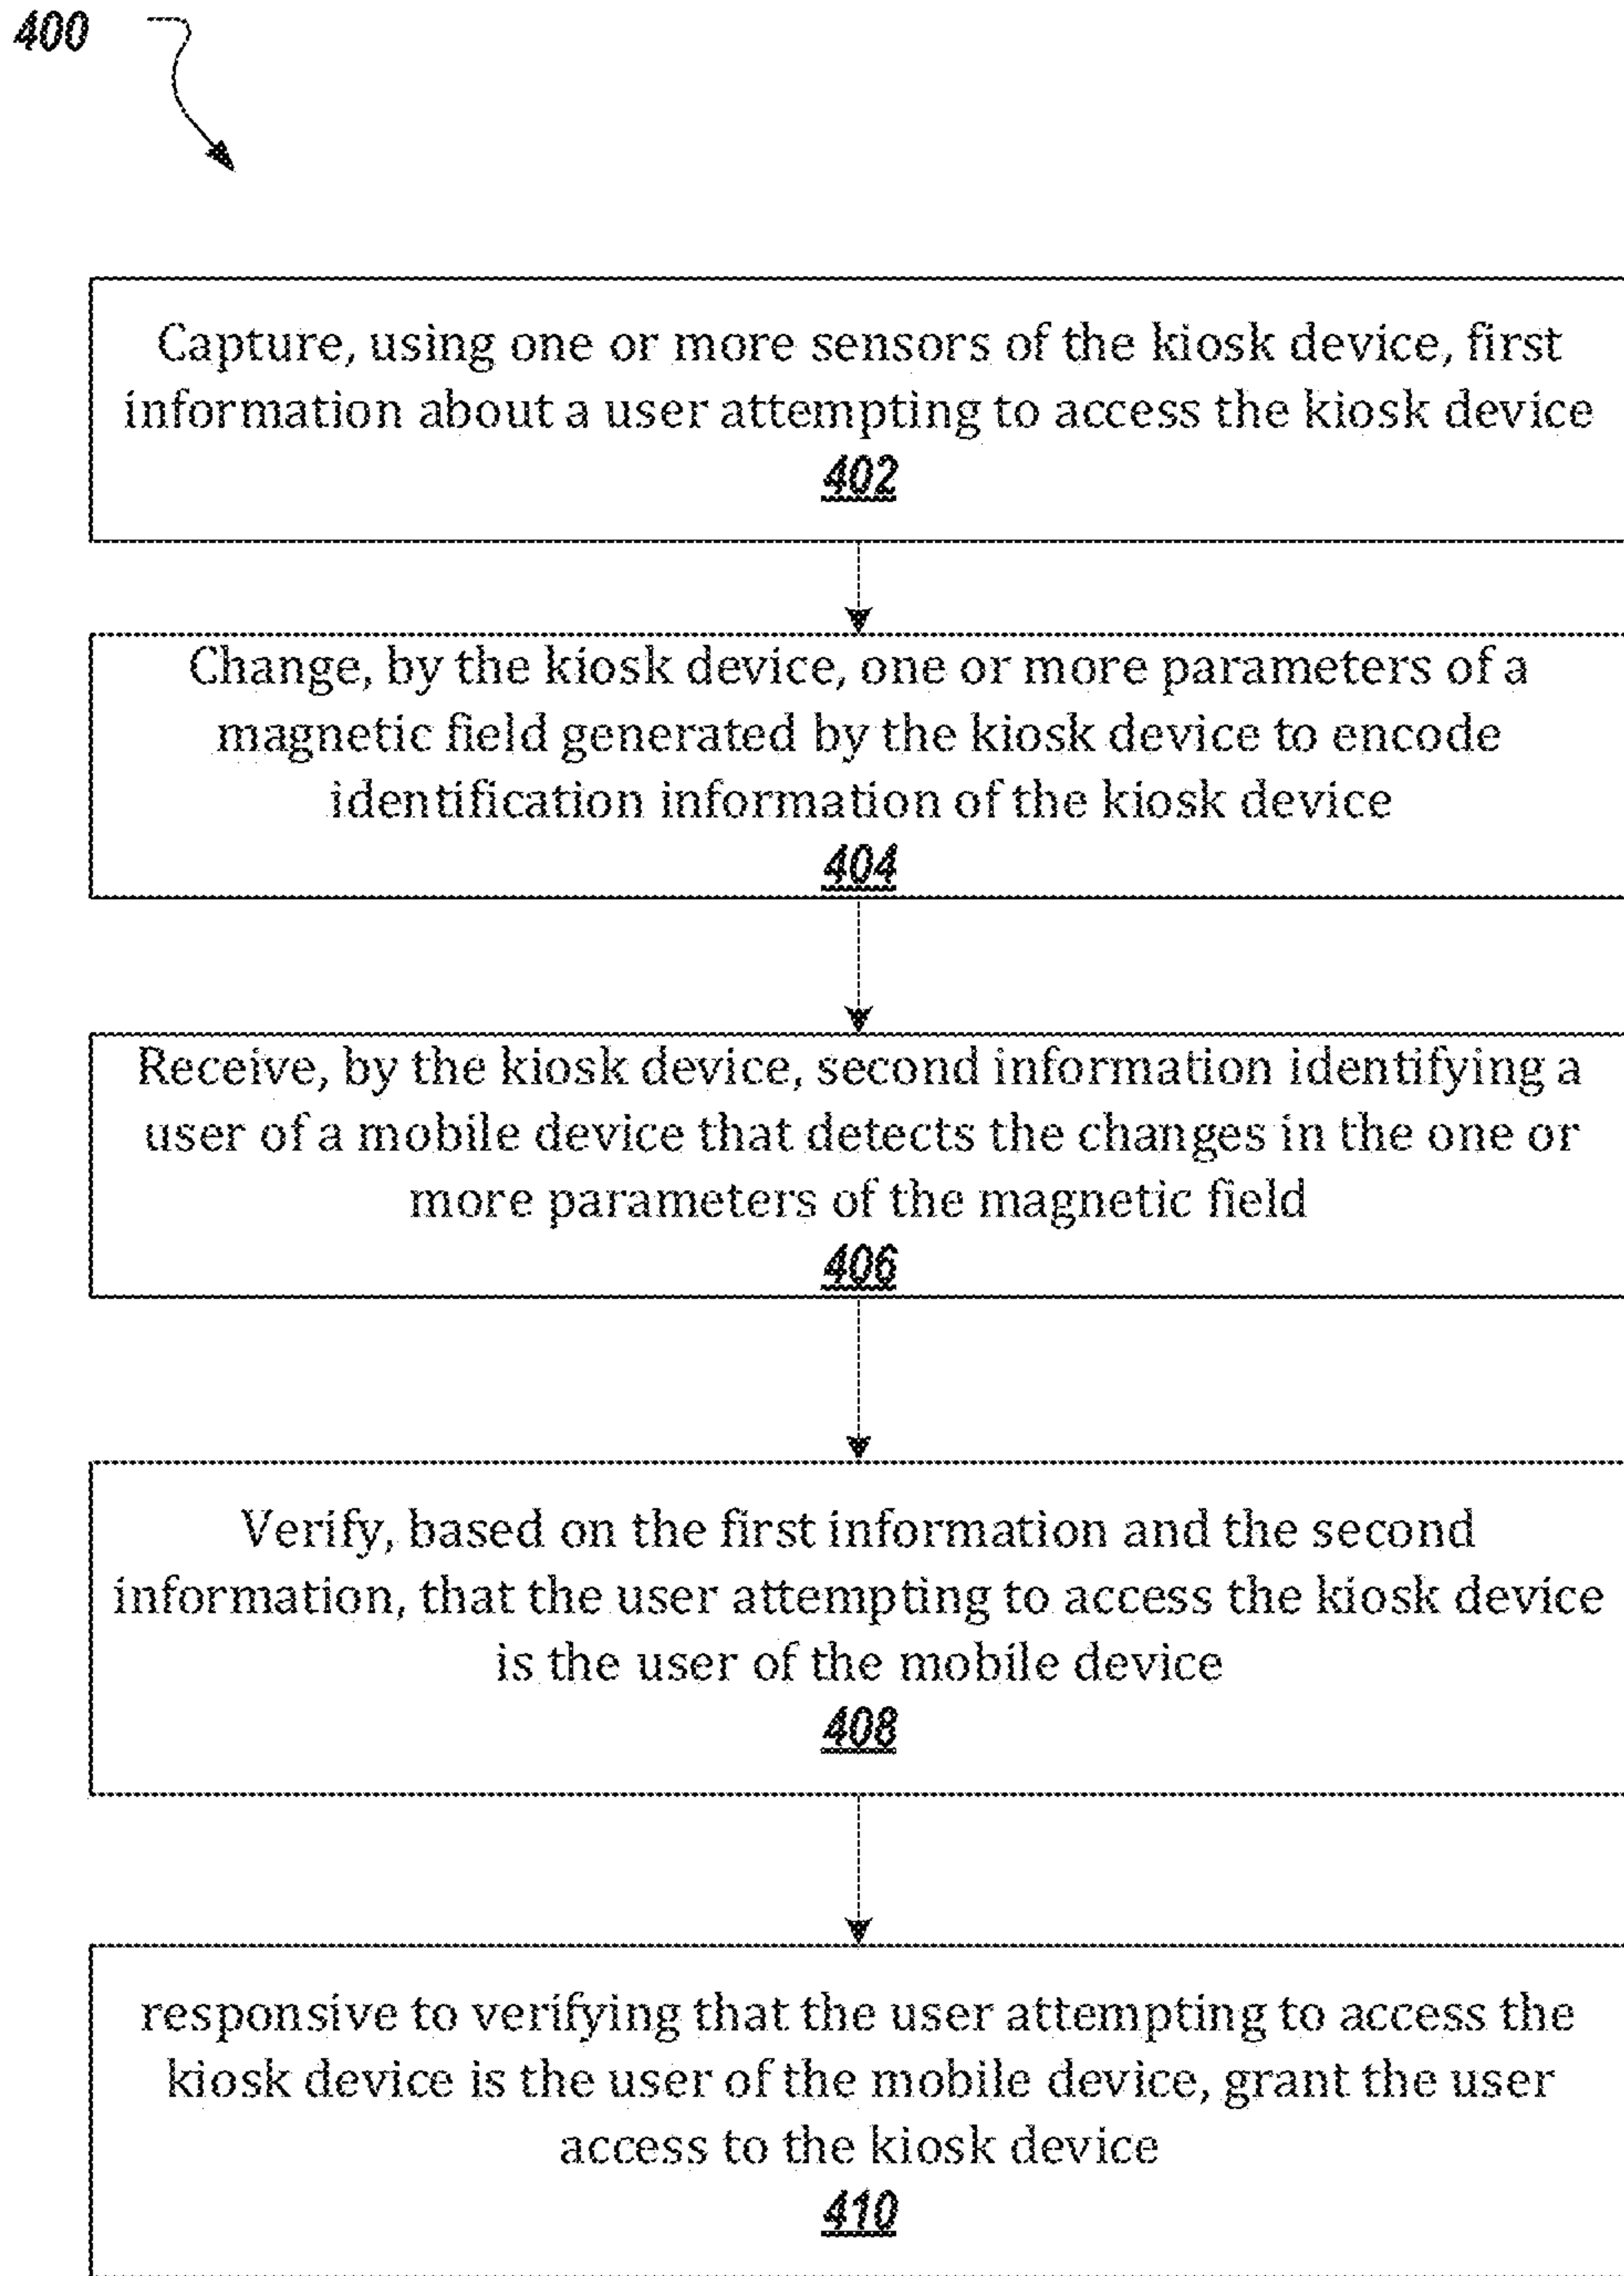 400
Capture, using one or more sensors of the kiosk device, first
information about a user attempting to access the kiosk device
402
Change, by the kiosk device, one or more parameters of a
magnetic field generated by the kiosk device to encode
identification information of the kiosk device
404
Receive, by the kiosk device, second information identifying a
user of a mobile device that detects the changes in the one or
more parameters of the magnetic field
406
Verify, based on the first information and the second
information, that the user attempting to access the kiosk device
is the user of the mobile device
408
responsive to verifying that the user attempting to access the
kiosk device is the user of the mobile device, grant the user
access to the kiosk device
410